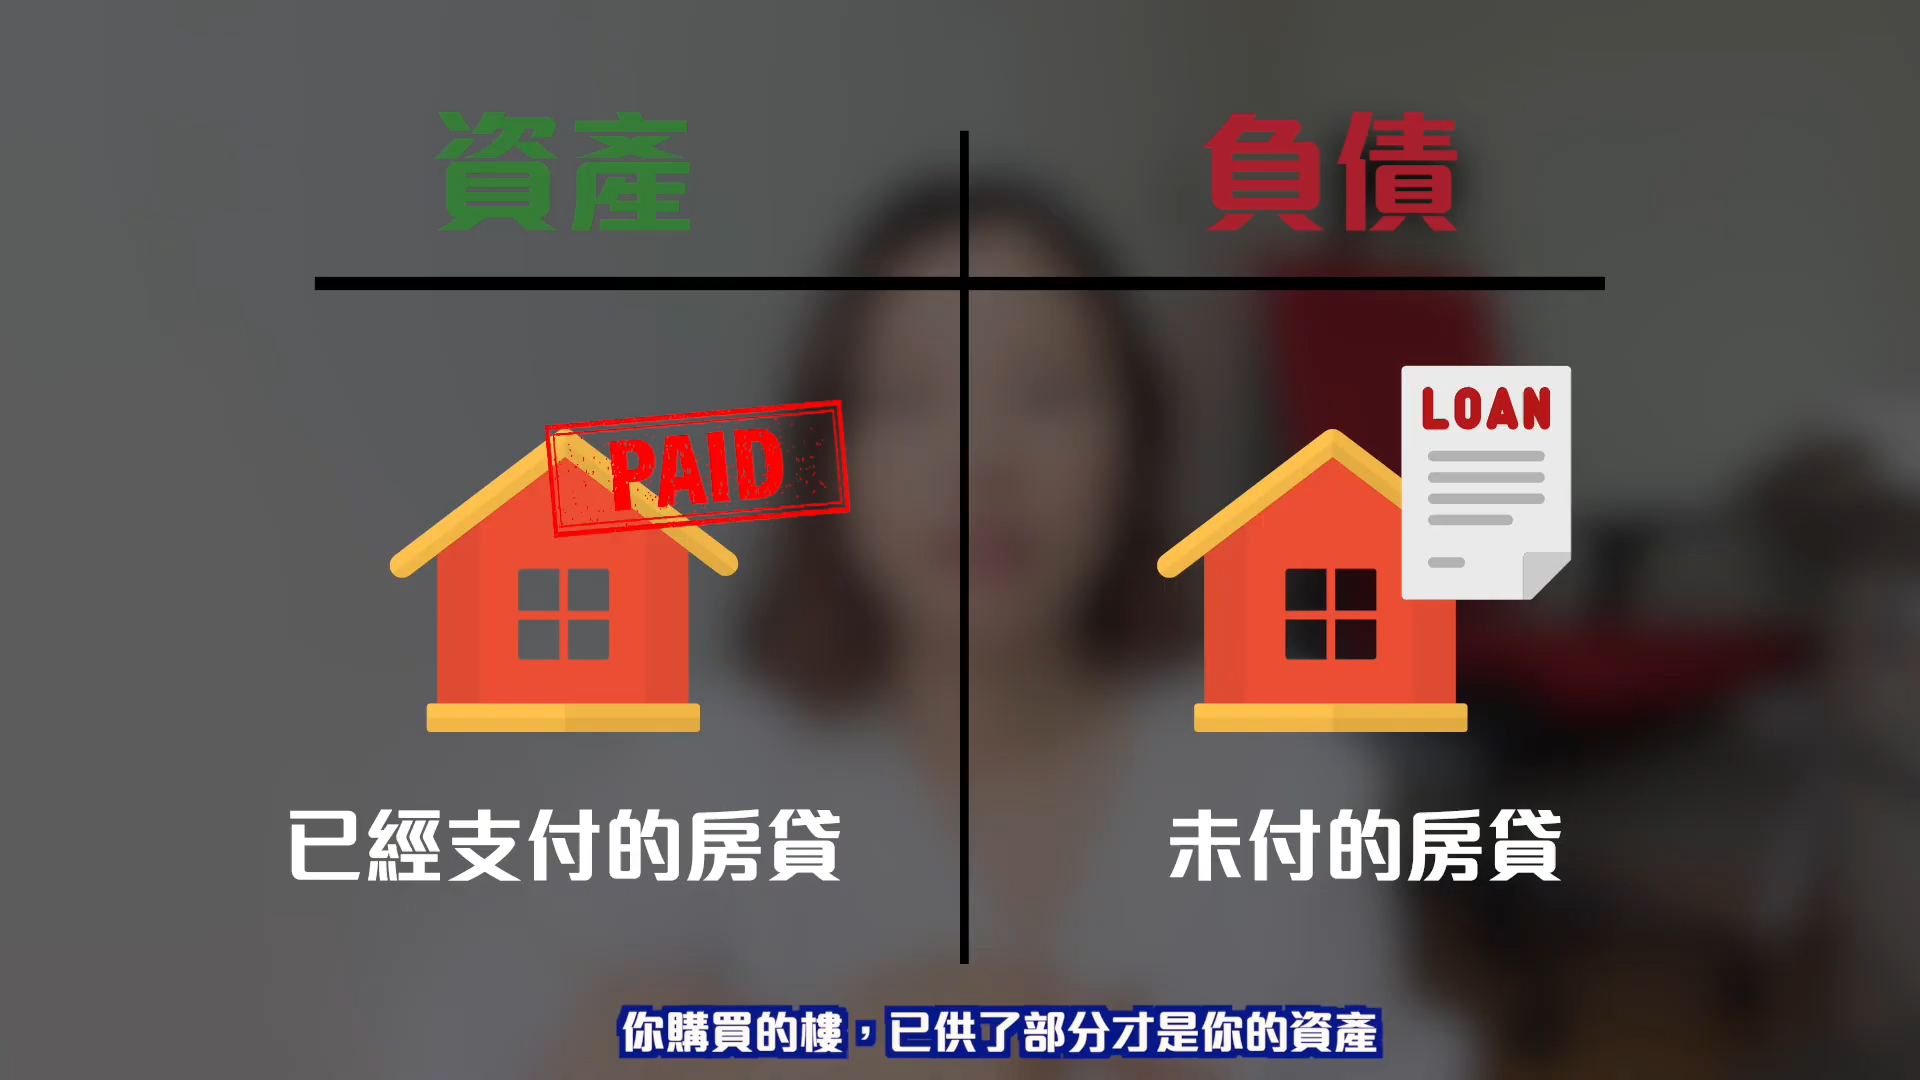 資產
負債
PAID
LOAN
已經支付的房貸
未付的房貸
你購買的樓，已供了部分才是你的資產